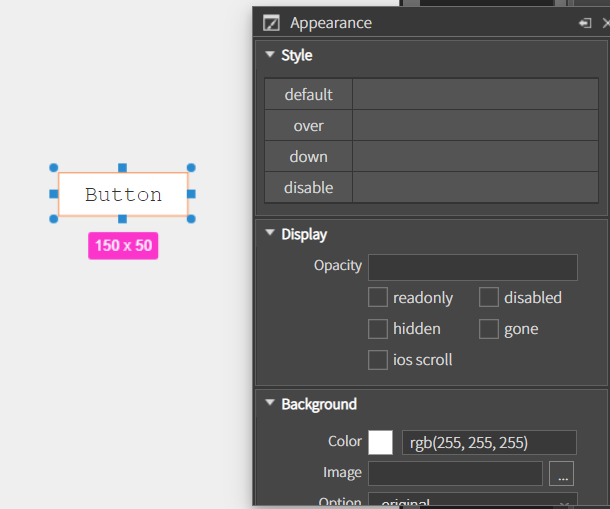 Appearance
Style
default
over
down
disable
Button
150 x 50
Display
Opacity
readonly disabled
hidden gone
ios scroll
Background
Color rgb(255, 255, 255)
Image ...
Option original